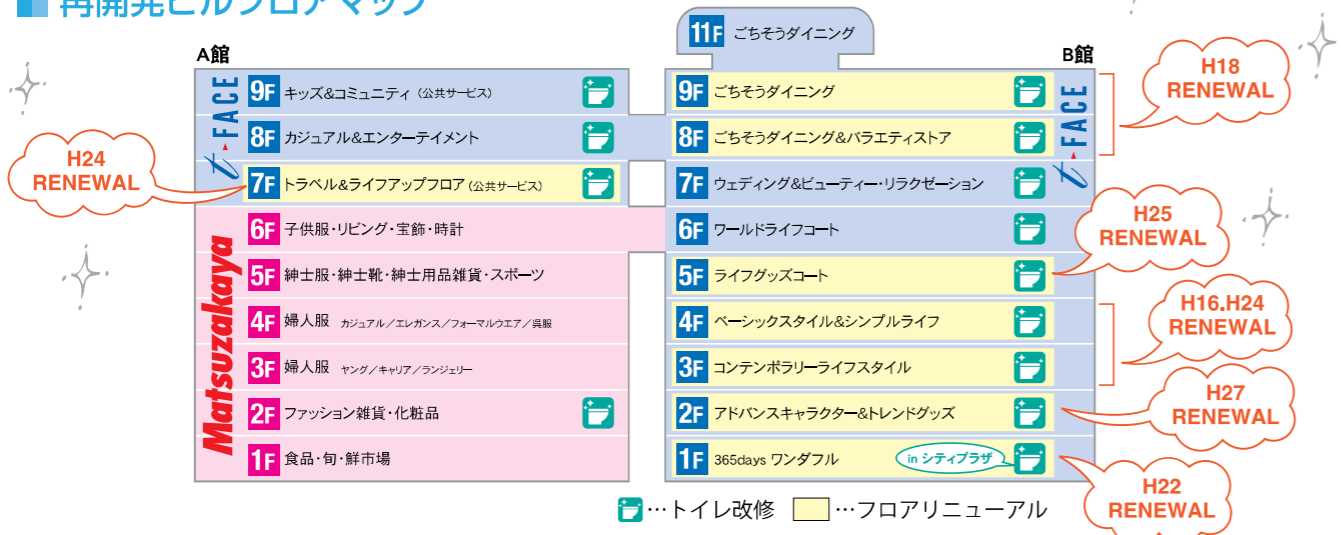 再開発ビルフロアマップ
11F ごちそうダイニング
A館
B館
t・FACE
9F キッズ&コミュニティ（公共サービス）
8F カジュアル&エンターテイメント
7F トラベル&ライフアップフロア（公共サービス）
H24
RENEWAL
Matsuzakaya
6F 子供服・リビング・宝飾・時計
5F 紳士服・紳士靴・紳士用品雑貨・スポーツ
4F 婦人服 カジュアル／エレガンス／フォーマルウエア／呉服
3F 婦人服 ヤング／キャリア／ランジェリー
2F ファッション雑貨・化粧品
1F 食品・旬・鮮市場
9F ごちそうダイニング
8F ごちそうダイニング&バラエティストア
7F ウェディング&ビューティー・リラクゼーション
6F ワールドライフコート
5F ライフグッズコート
4F ベーシックスタイル&シンプルライフ
3F コンテンポラリーライフスタイル
2F アドバンスキャラクター&トレンドグッズ
1F 365days ワンダフル
in シティプラザ
t・FACE
H18
RENEWAL
H25
RENEWAL
H16.H24
RENEWAL
H27
RENEWAL
H22
RENEWAL
…トイレ改修 …フロアリニューアル